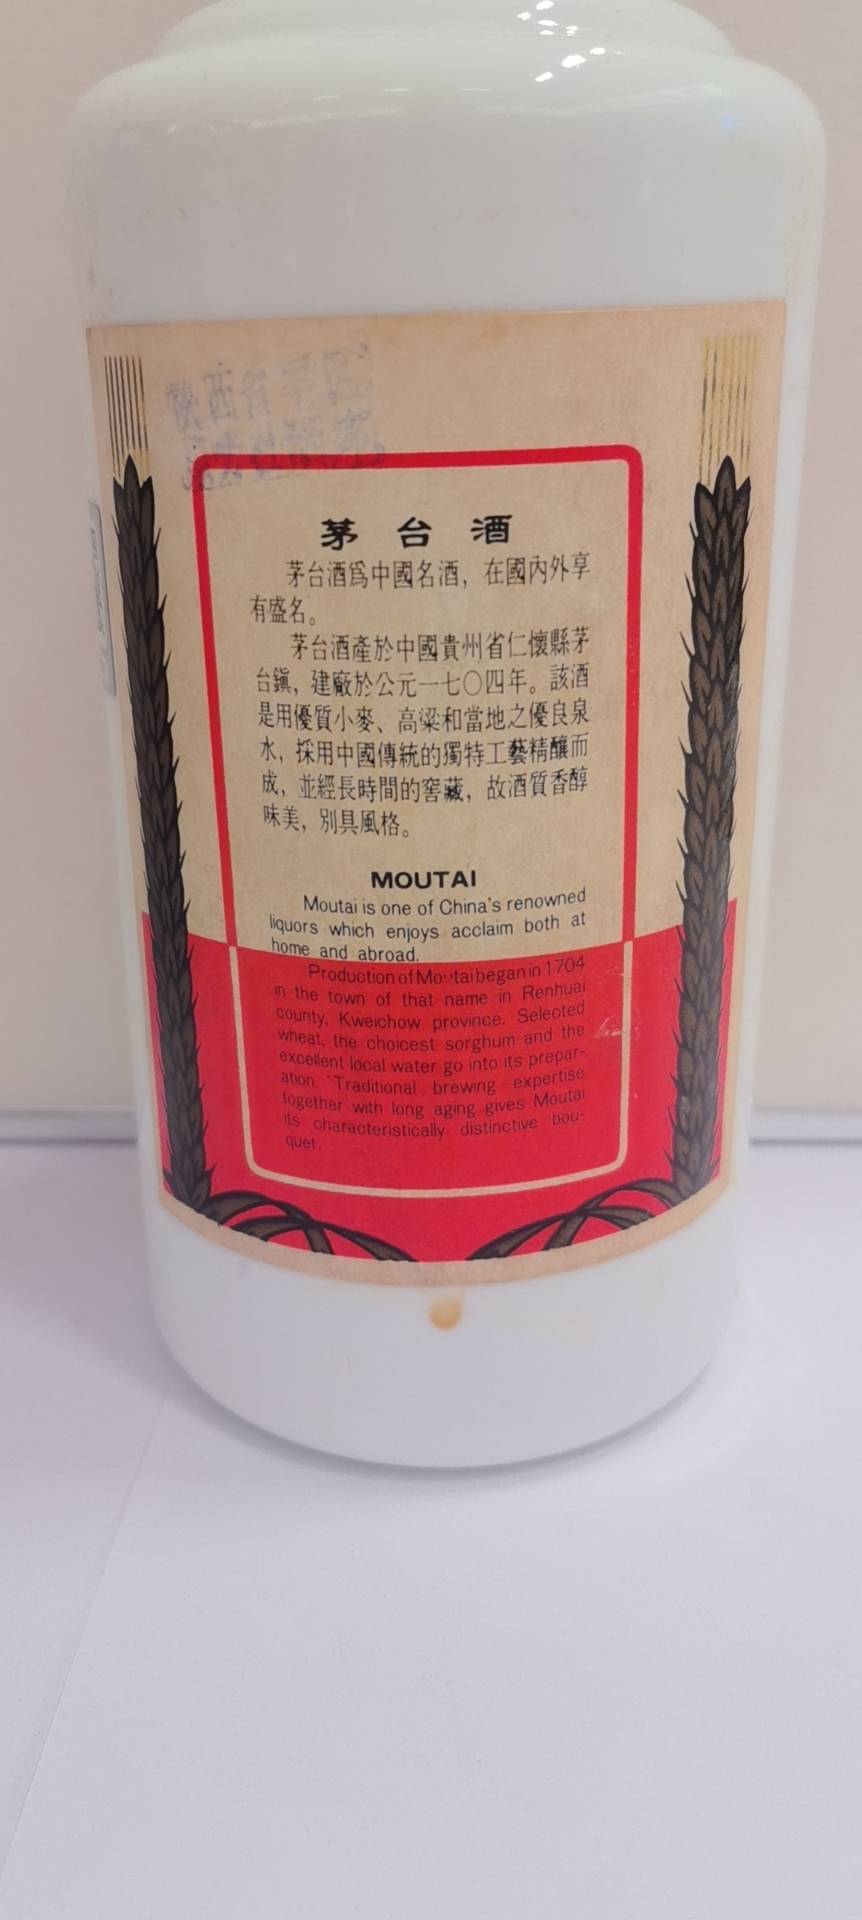 陕西省军区
茅台酒
茅台酒爲中國名酒，在國內外享
有盛名。
茅台酒產於中國貴州省仁懷縣茅
台鎭，建廠於公元一七〇四年。該酒
是用優質小麥、高粱和當地之優良泉
水，採用中國傳統的獨特工藝精釀而
成，並經長時間的窖藏，故酒質香醇
味美，別具風格。
MOUTAI
Moutai is one of China's renowned
liquors which enjoys acclaim both at
home and abroad.
Production of Moutai began in 1704
in the town of that name in Renhuai
county, Kweichow province. Selected
wheat, the choicest sorghum and the
excellent local water go into its prepar-
ation. Traditional brewing expertise
together with long aging gives Moutai
its characteristically distinctive bou-
quet.